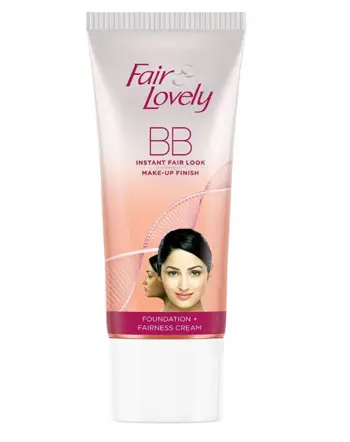 Fair &
Lovely
BB
INSTANT FAIR LOOK
MAKE-UP FINISH
FOUNDATION +
FAIRNESS CREAM